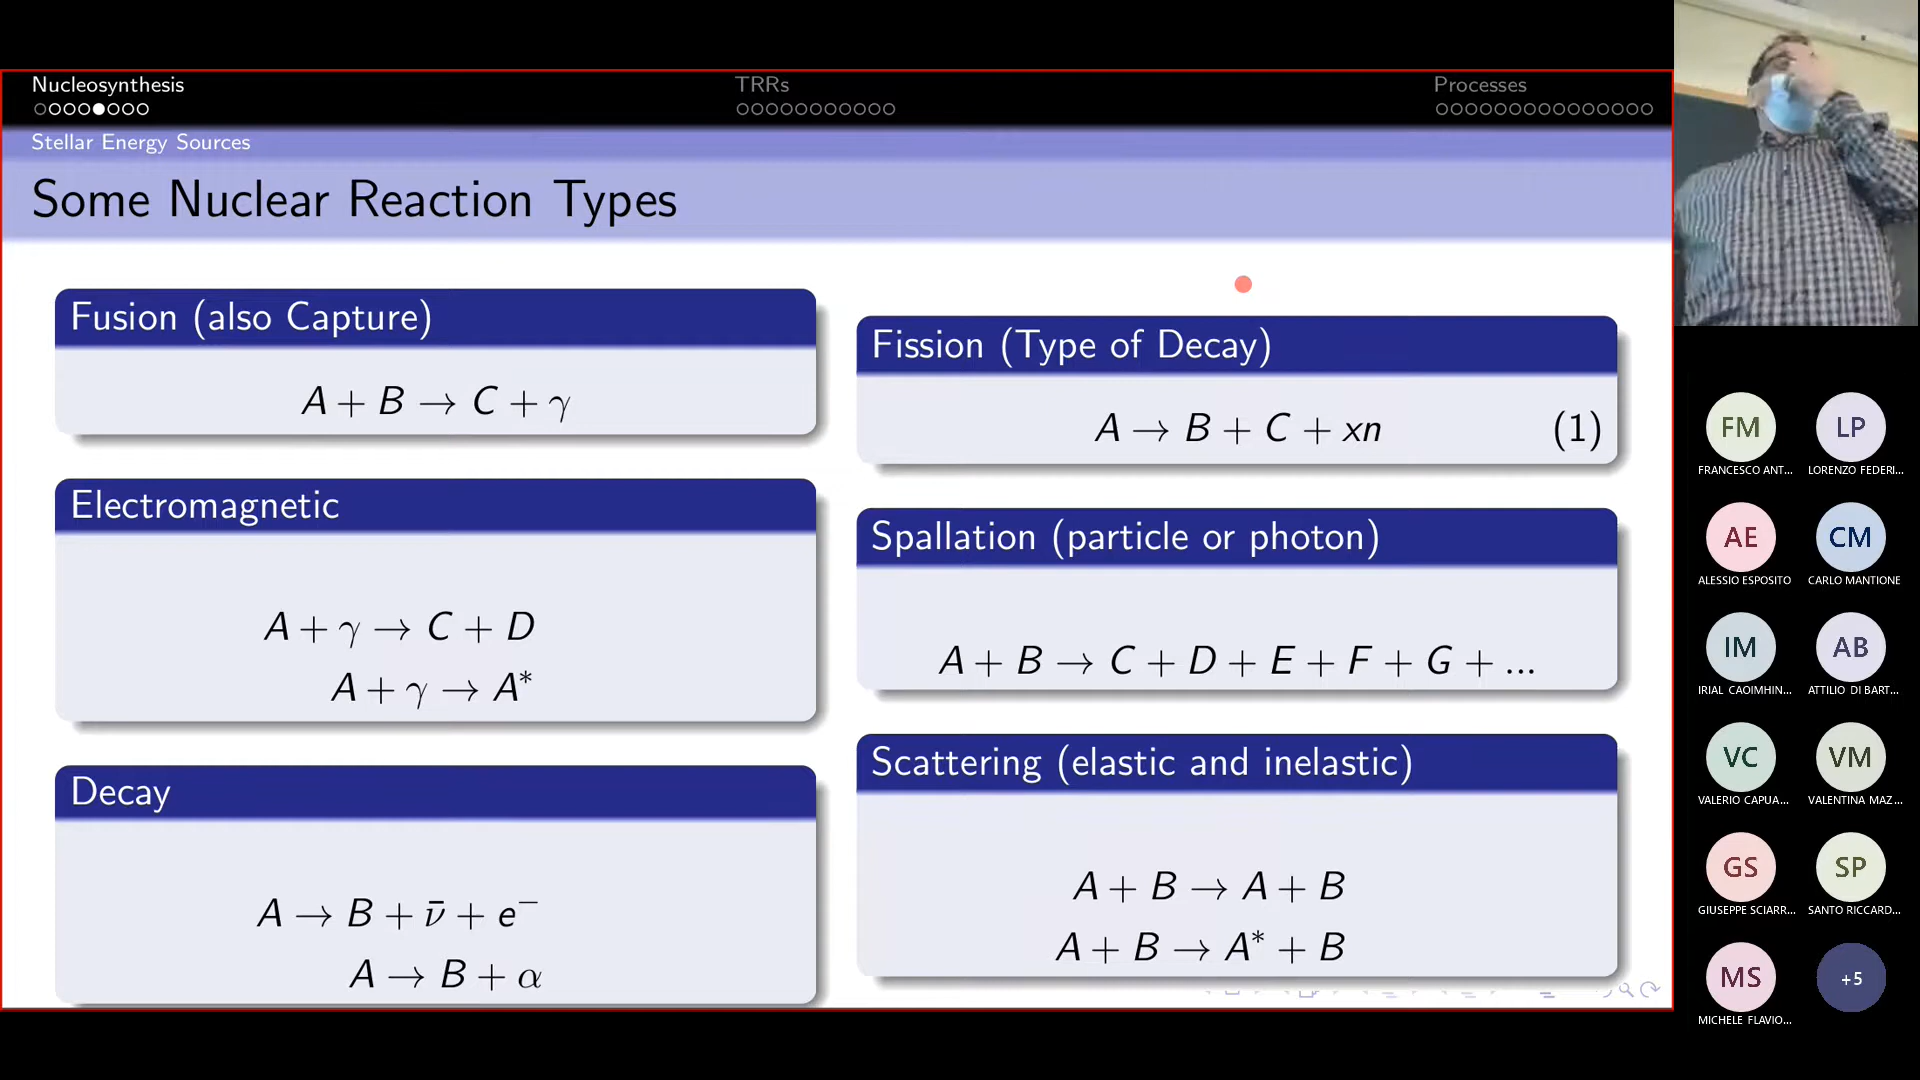 Nucleosynthesis
TRRs
Processes
Stellar Energy Sources
Some Nuclear Reaction Types
Fusion (also Capture)
A + B → C + γ
Electromagnetic
A + γ → C + D
A + γ → A*
Decay
A → B + ν̄ + e⁻
A → B + α
Fission (Type of Decay)
A → B + C + xn (1)
Spallation (particle or photon)
A + B → C + D + E + F + G + ...
Scattering (elastic and inelastic)
A + B → A + B
A + B → A* + B
FM
FRANCESCO ANT...
LP
LORENZO FEDERI...
AE
ALESSIO ESPOSITO
CM
CARLO MANTIONE
IM
IRIAL CAOIMHIN...
AB
ATTILIO DI BART...
VC
VALERIO CAPUA...
VM
VALENTINA MAZ...
GS
GIUSEPPE SCIARR...
SP
SANTO RICCARD...
MS
MICHELE FLAVIO...
+5